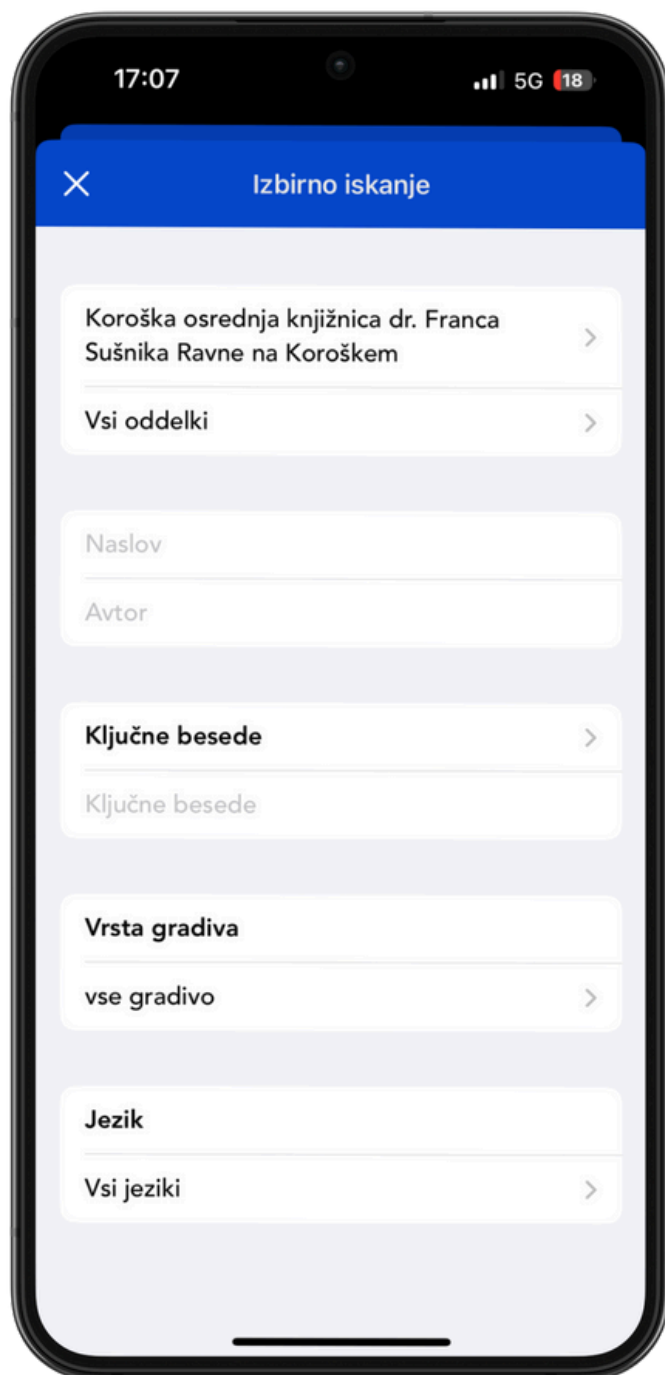 17:07
5G 18
Izbirno iskanje
Koroška osrednja knjižnica dr. Franca
Sušnika Ravne na Koroškem
Vsi oddelki
Naslov
Avtor
Ključne besede
Ključne besede
Vrsta gradiva
vse gradivo
Jezik
Vsi jeziki